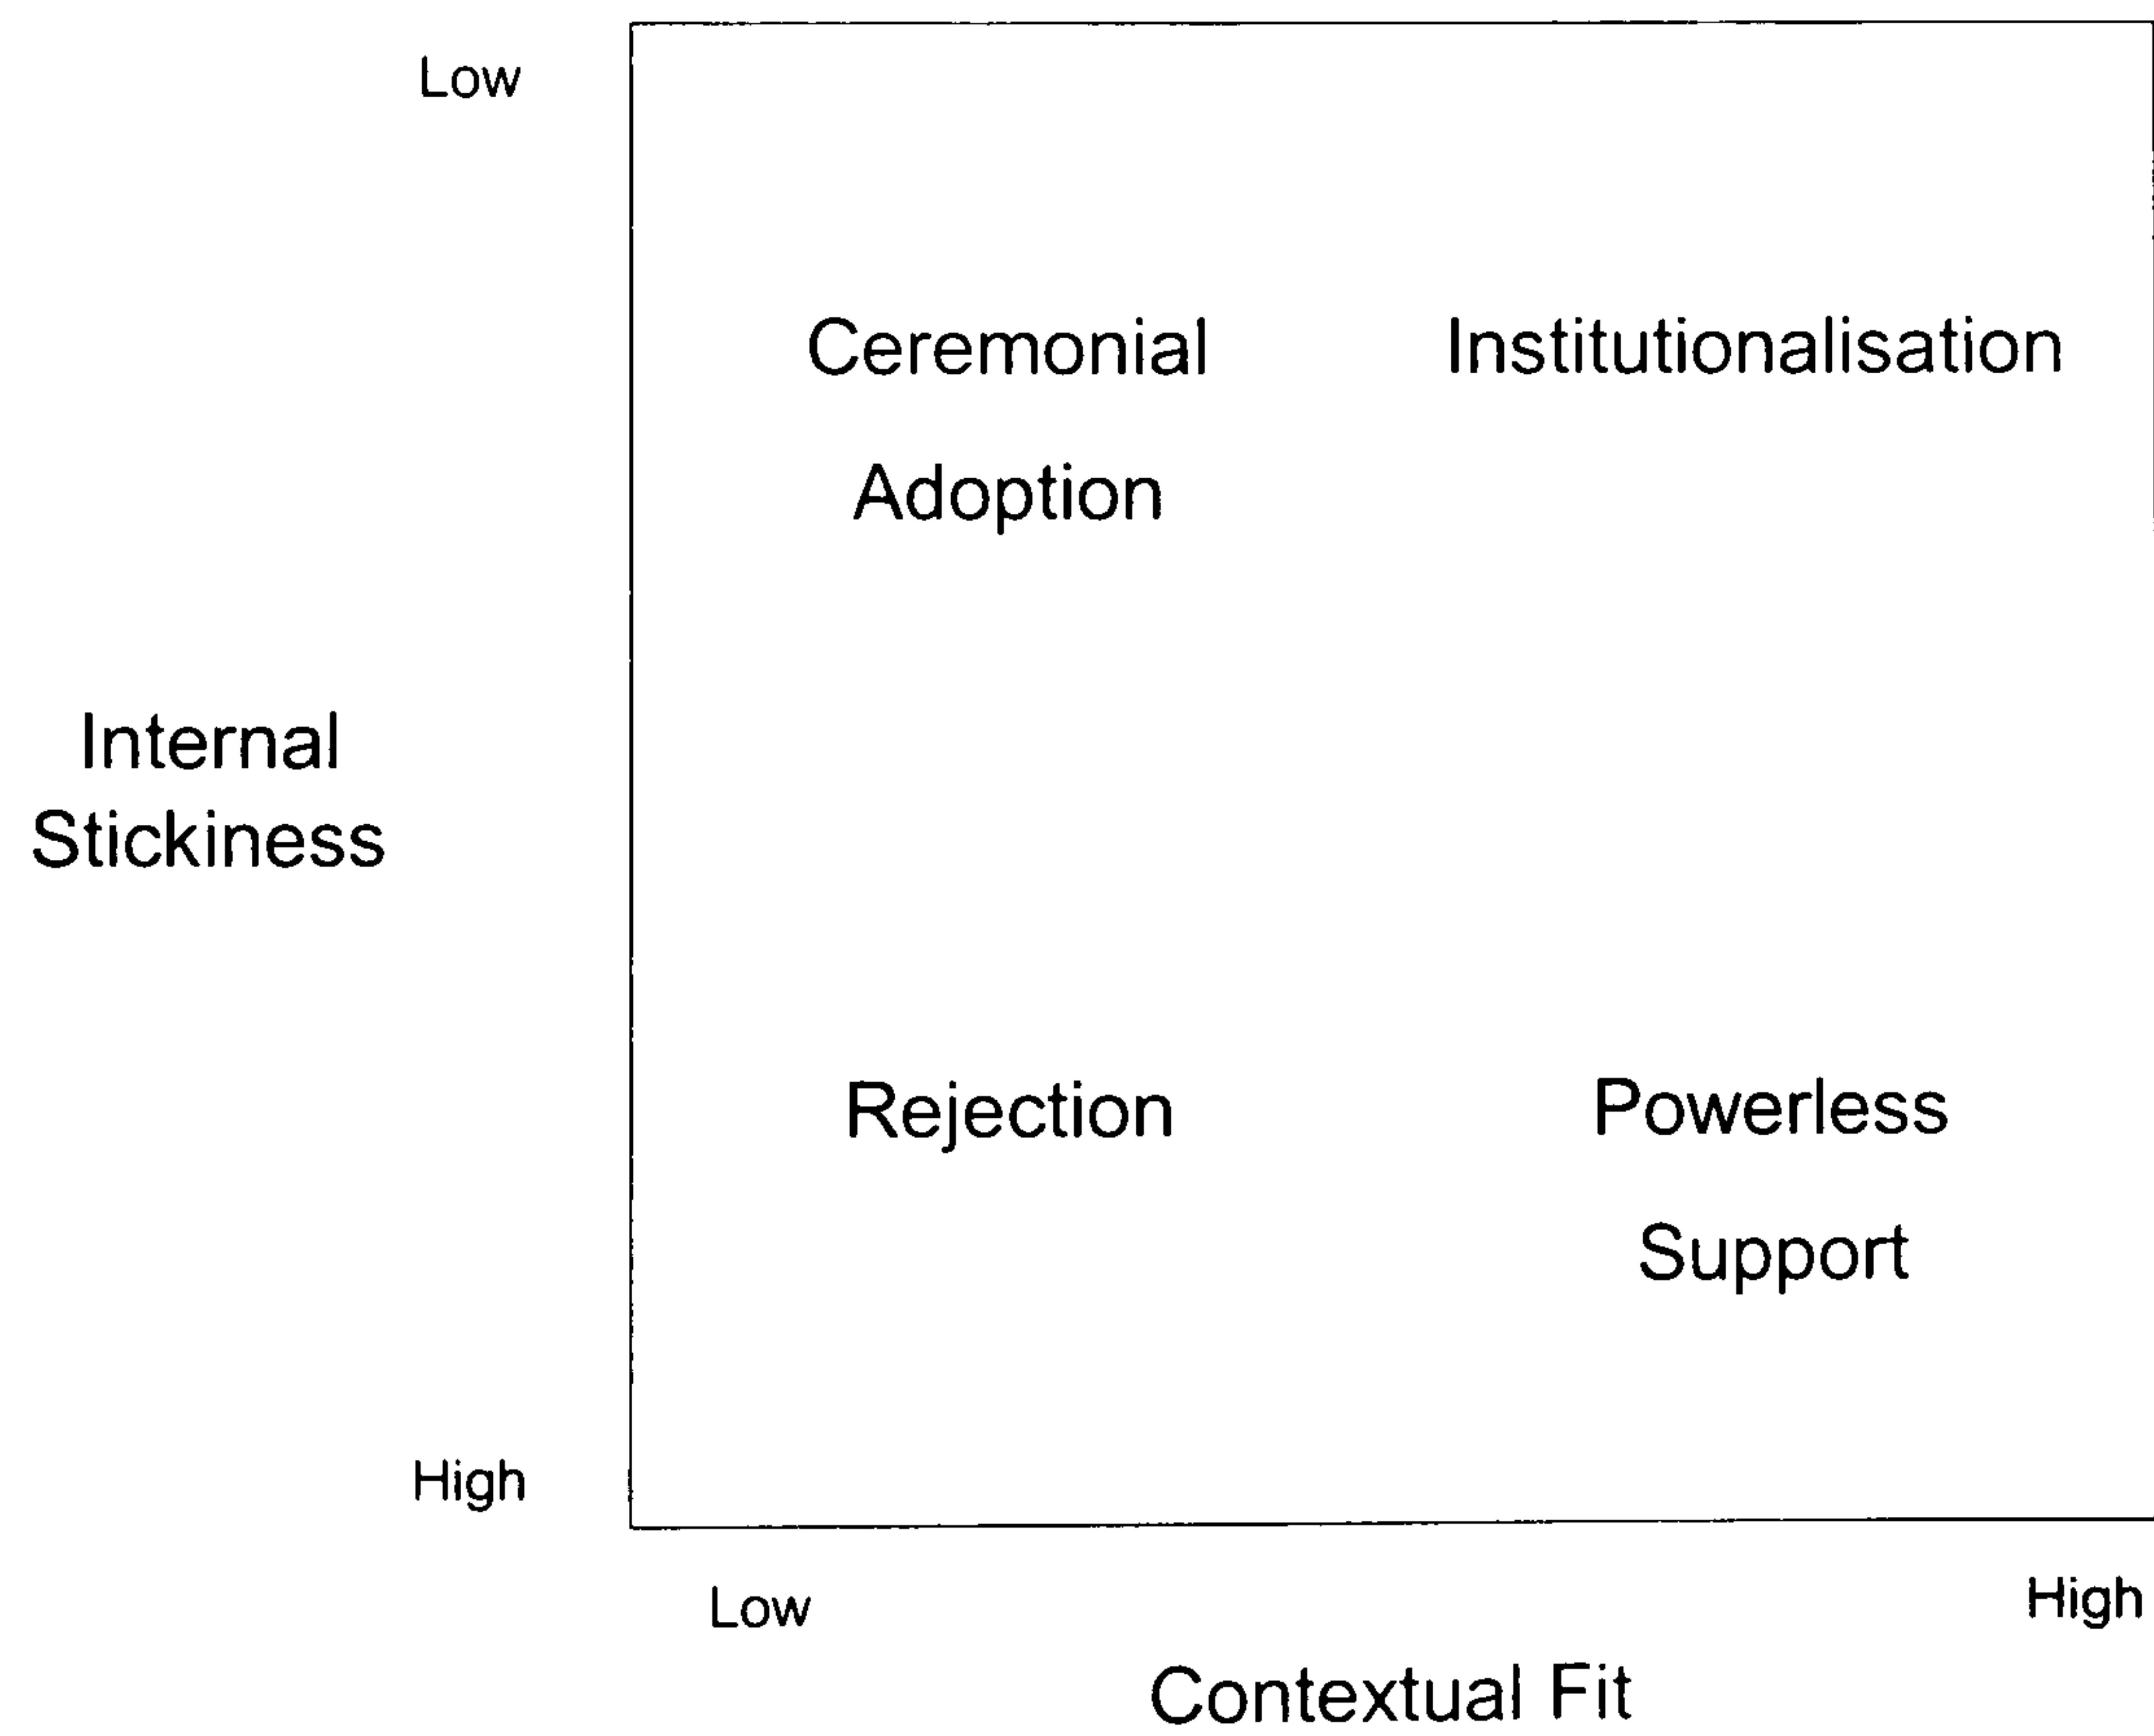 Low
Ceremonial Institutionalisation
Adoption
Internal
Stickiness
Rejection Powerless
Support
High
Low High
Contextual Fit